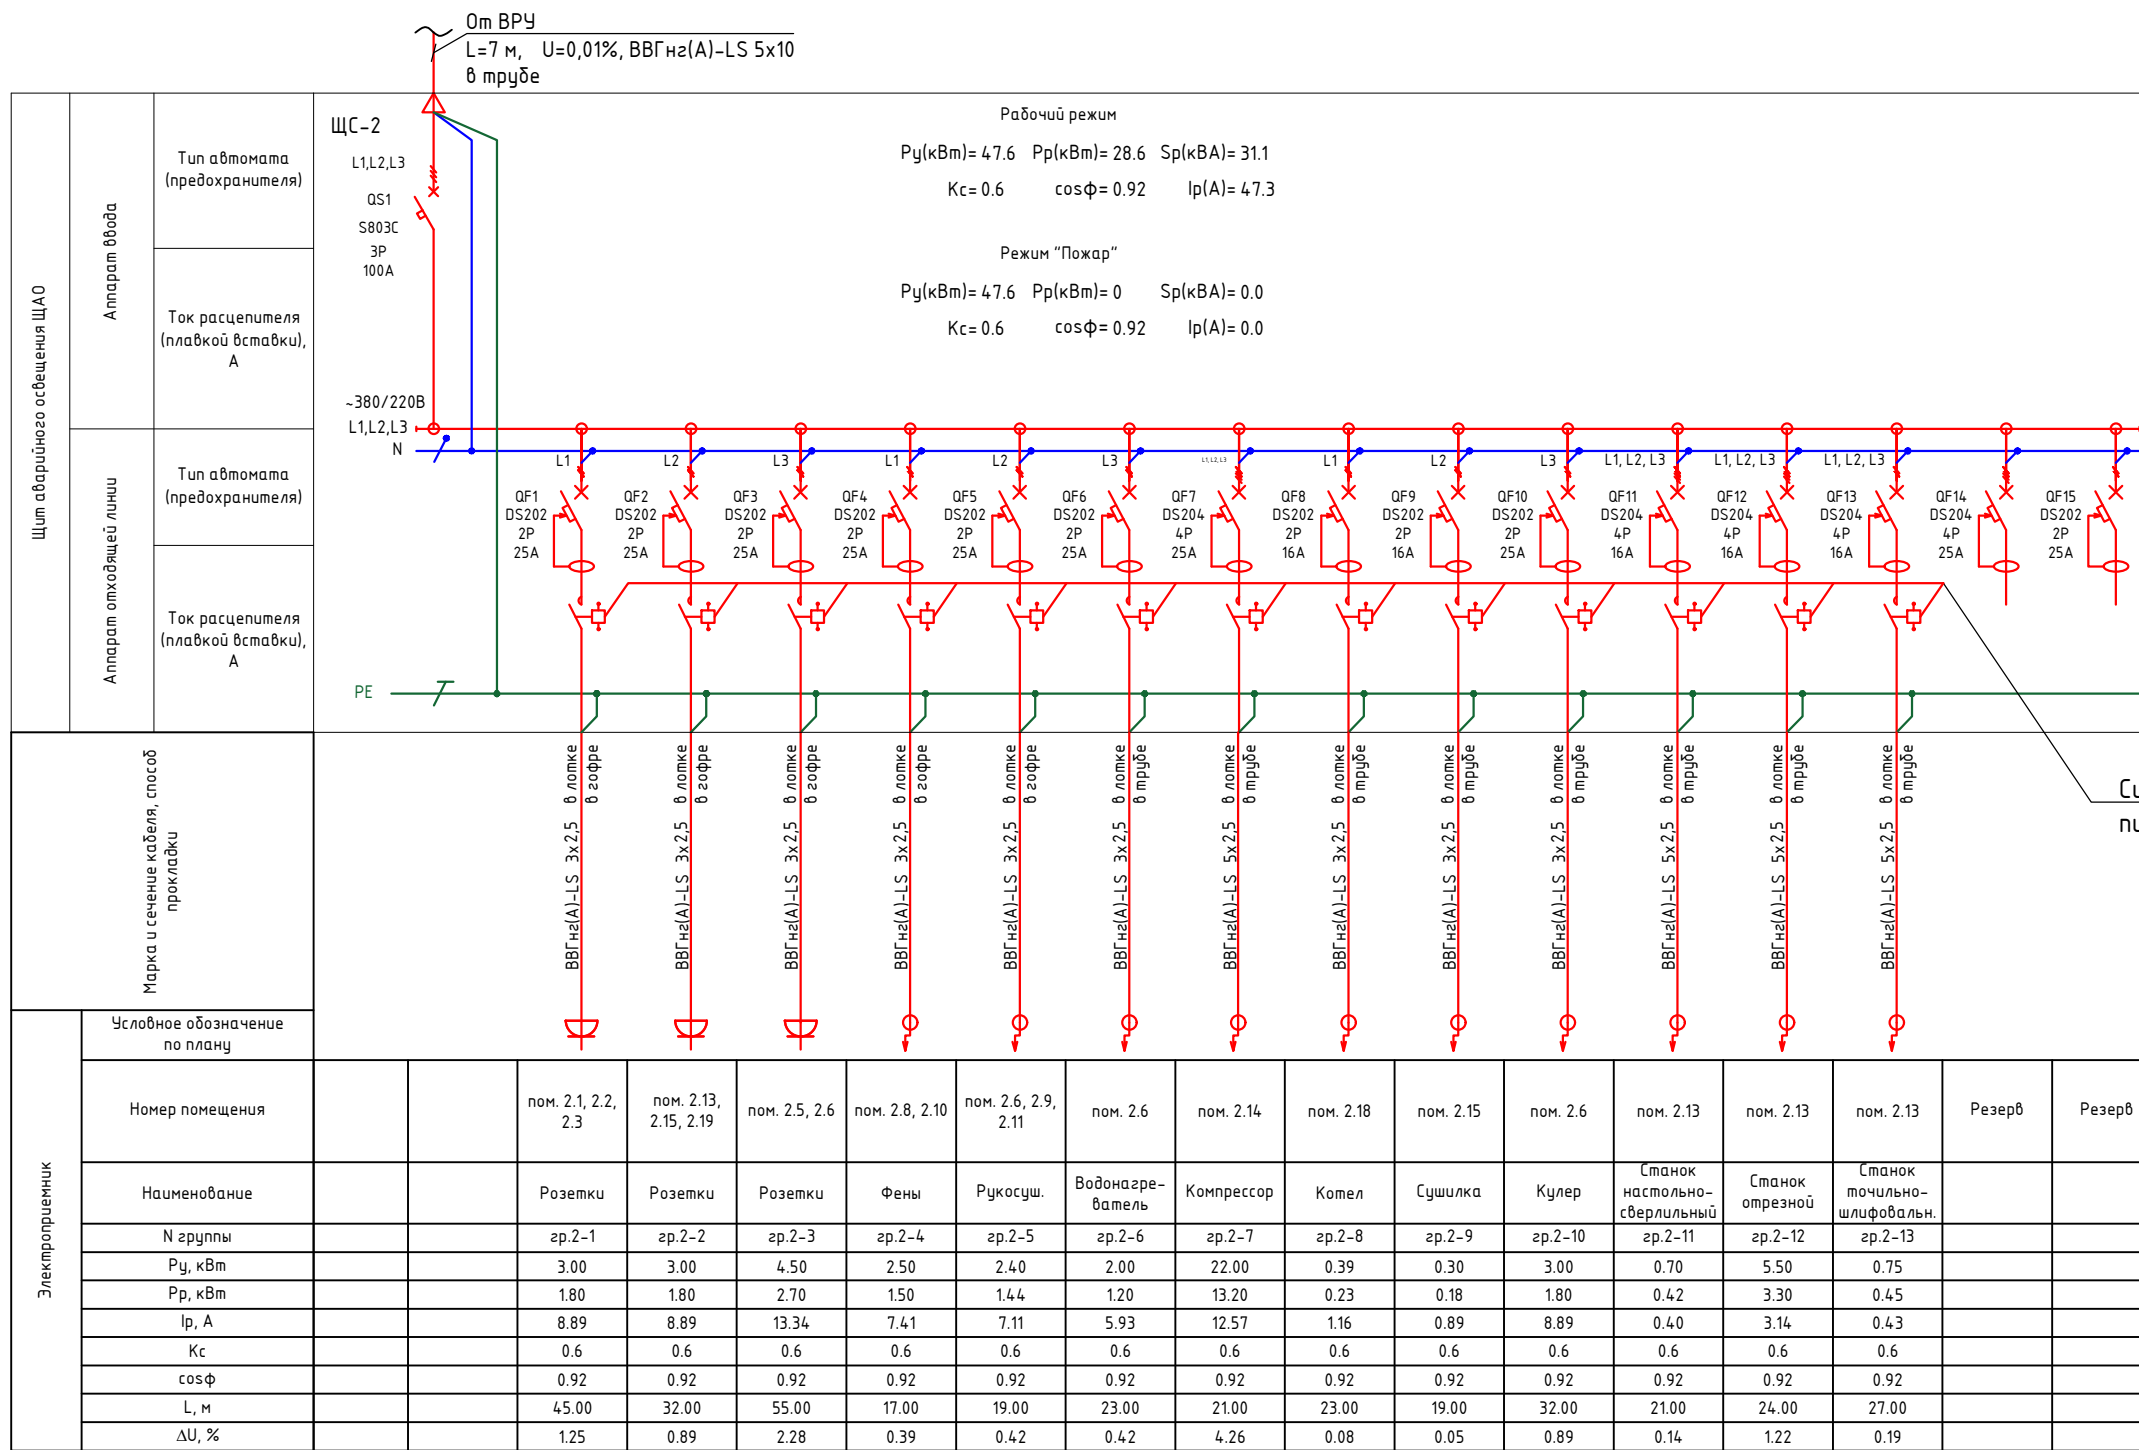 От ВРУ
L=7 м, U=0,01%, ВВГнг(А)-LS 5х10
в трубе
Щит аварийного освещения ЩАО
Аппарат ввода
Тип автомата
(предохранителя)
Ток расцепителя
(плавкой вставки),
А
Аппарат отходящей линии
Тип автомата
(предохранителя)
Ток расцепителя
(плавкой вставки),
А
ЩС-2
L1,L2,L3
QS1
S803C
3P
100A
~380/220В
L1,L2,L3
N
PE
Рабочий режим
Ру(кВт)= 47.6 Рр(кВт)= 28.6 Sр(кВА)= 31.1
Кс= 0.6 cosф= 0.92 Iр(А)= 47.3
Режим "Пожар"
Ру(кВт)= 47.6 Рр(кВт)= 0 Sр(кВА)= 0.0
Кс= 0.6 cosф= 0.92 Iр(А)= 0.0
L1 L2 L3 L1 L2 L3 L1, L2, L3 L1 L2 L3 L1, L2, L3 L1, L2, L3 L1, L2, L3
QF1 QF2 QF3 QF4 QF5 QF6 QF7 QF8 QF9 QF10 QF11 QF12 QF13 QF14 QF15
DS202 DS202 DS202 DS202 DS202 DS202 DS204 DS202 DS202 DS202 DS204 DS204 DS204 DS204 DS202
2P 2P 2P 2P 2P 2P 4P 2P 2P 2P 4P 4P 4P 4P 2P
25A 25A 25A 25A 25A 25A 25A 16A 16A 25A 16A 16A 16A 25A 25A
Марка и сечение кабеля, способ
прокладки
ВВГнг(А)-LS 3х2,5 в лотке
в гофре
ВВГнг(А)-LS 3х2,5 в лотке
в гофре
ВВГнг(А)-LS 3х2,5 в лотке
в гофре
ВВГнг(А)-LS 3х2,5 в лотке
в гофре
ВВГнг(А)-LS 3х2,5 в лотке
в гофре
ВВГнг(А)-LS 3х2,5 в лотке
в трубе
ВВГнг(А)-LS 5х2,5 в лотке
в трубе
ВВГнг(А)-LS 3х2,5 в лотке
в трубе
ВВГнг(А)-LS 3х2,5 в лотке
в трубе
ВВГнг(А)-LS 3х2,5 в лотке
в трубе
ВВГнг(А)-LS 5х2,5 в лотке
в трубе
ВВГнг(А)-LS 5х2,5 в лотке
в трубе
ВВГнг(А)-LS 5х2,5 в лотке
в трубе
Электроприемник
Условное обозначение
по плану
Номер помещения
пом. 2.1, 2.2,
2.3
пом. 2.13,
2.15, 2.19
пом. 2.5, 2.6
пом. 2.8, 2.10
пом. 2.6, 2.9,
2.11
пом. 2.6
пом. 2.14
пом. 2.18
пом. 2.15
пом. 2.6
пом. 2.13
пом. 2.13
пом. 2.13
Резерв
Резерв
Наименование
Розетки
Розетки
Розетки
Фены
Рукосуш.
Водонагре-
ватель
Компрессор
Котел
Сушилка
Кулер
Станок
настольно-
сверлильный
Станок
отрезной
Станок
точильно-
шлифовальн.
N группы гр.2-1 гр.2-2 гр.2-3 гр.2-4 гр.2-5 гр.2-6 гр.2-7 гр.2-8 гр.2-9 гр.2-10 гр.2-11 гр.2-12 гр.2-13
Ру, кВт 3.00 3.00 4.50 2.50 2.40 2.00 22.00 0.39 0.30 3.00 0.70 5.50 0.75
Рр, кВт 1.80 1.80 2.70 1.50 1.44 1.20 13.20 0.23 0.18 1.80 0.42 3.30 0.45
Iр, А 8.89 8.89 13.34 7.41 7.11 5.93 12.57 1.16 0.89 8.89 0.40 3.14 0.43
Кс 0.6 0.6 0.6 0.6 0.6 0.6 0.6 0.6 0.6 0.6 0.6 0.6 0.6
cosф 0.92 0.92 0.92 0.92 0.92 0.92 0.92 0.92 0.92 0.92 0.92 0.92 0.92
L, м 45.00 32.00 55.00 17.00 19.00 23.00 21.00 23.00 19.00 32.00 21.00 24.00 27.00
ΔU, % 1.25 0.89 2.28 0.39 0.42 0.42 4.26 0.08 0.05 0.89 0.14 1.22 0.19